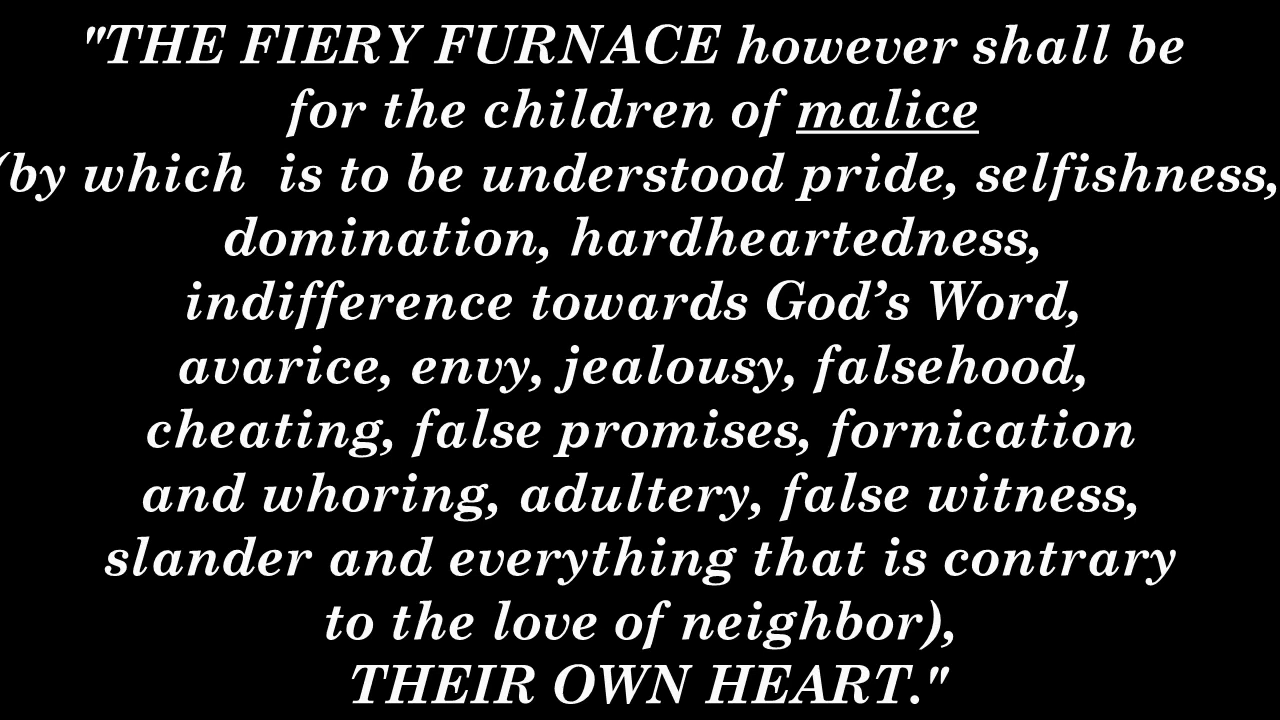 "THE FIERY FURNACE however shall be
for the children of malice
(by which  is to be understood pride, selfishness,
domination, hardheartedness,
indifference towards God’s Word,
avarice, envy, jealousy, falsehood,
cheating, false promises, fornication
and whoring, adultery, false witness,
slander and everything that is contrary
to the love of neighbor),
THEIR OWN HEART."